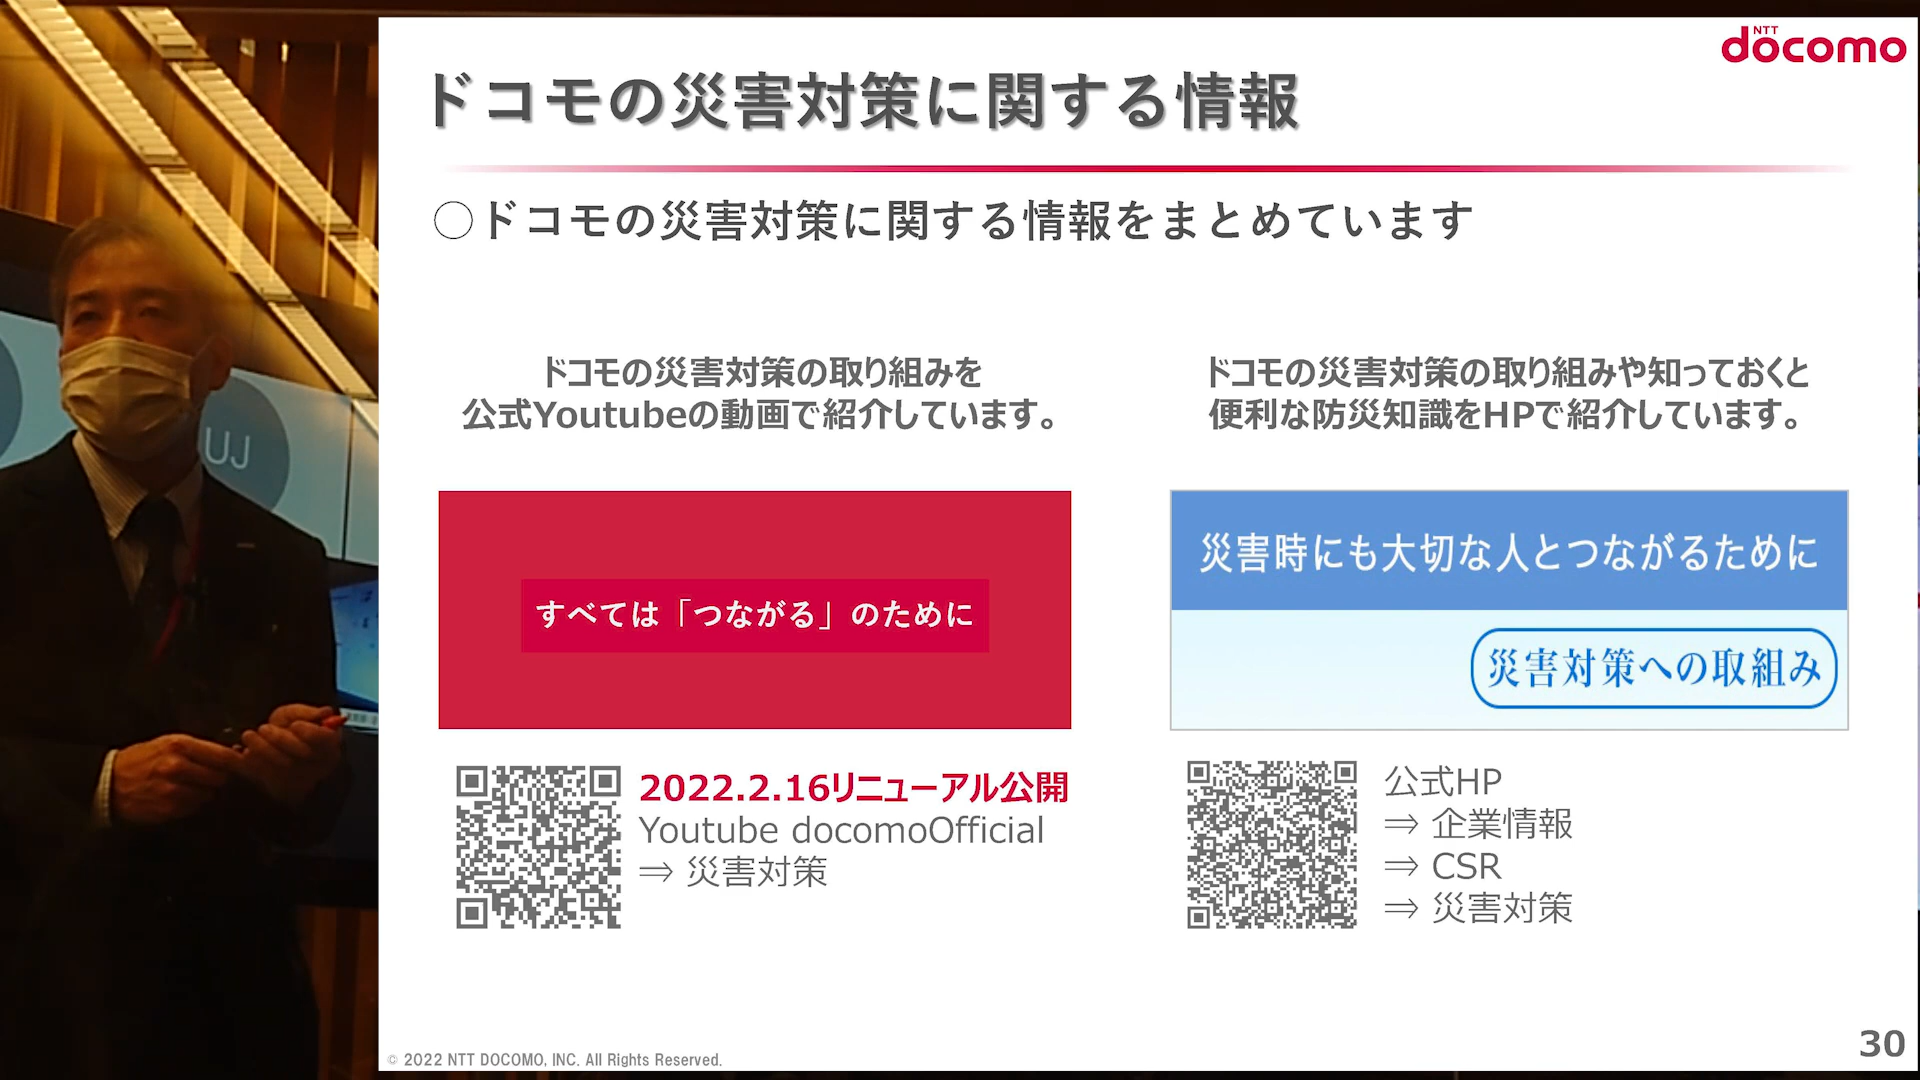 NTT
docomo
ドコモの災害対策に関する情報
○ドコモの災害対策に関する情報をまとめています
ドコモの災害対策の取り組みを
公式Youtubeの動画で紹介しています。
ドコモの災害対策の取り組みや知っておくと
便利な防災知識をHPで紹介しています。
UJ
すべては「つながる」のために
災害時にも大切な人とつながるために
災害対策への取組み
2022.2.16リニューアル公開
Youtube docomoOfficial
⇒ 災害対策
公式HP
⇒ 企業情報
⇒ CSR
⇒ 災害対策
© 2022 NTT DOCOMO, INC. All Rights Reserved.
30